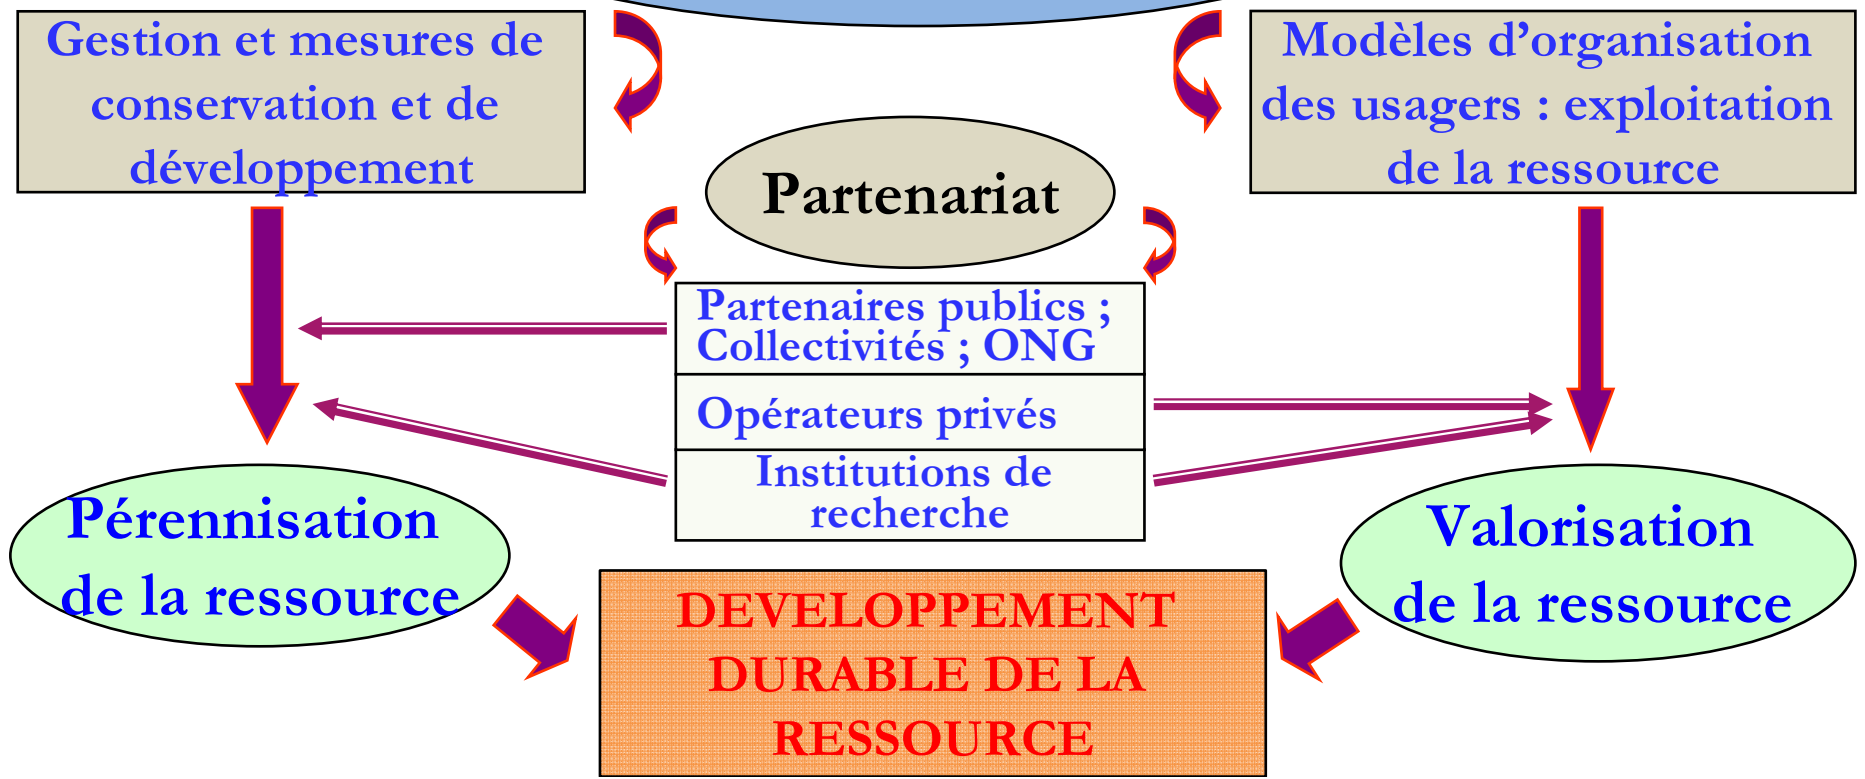 Gestion et mesures de
conservation et de
développement
Modèles d’organisation
des usagers : exploitation
de la ressource
Partenariat
Partenaires publics ;
Collectivités ; ONG
Opérateurs privés
Institutions de
recherche
Pérennisation
de la ressource
Valorisation
de la ressource
DEVELOPPEMENT
DURABLE DE LA
RESSOURCE